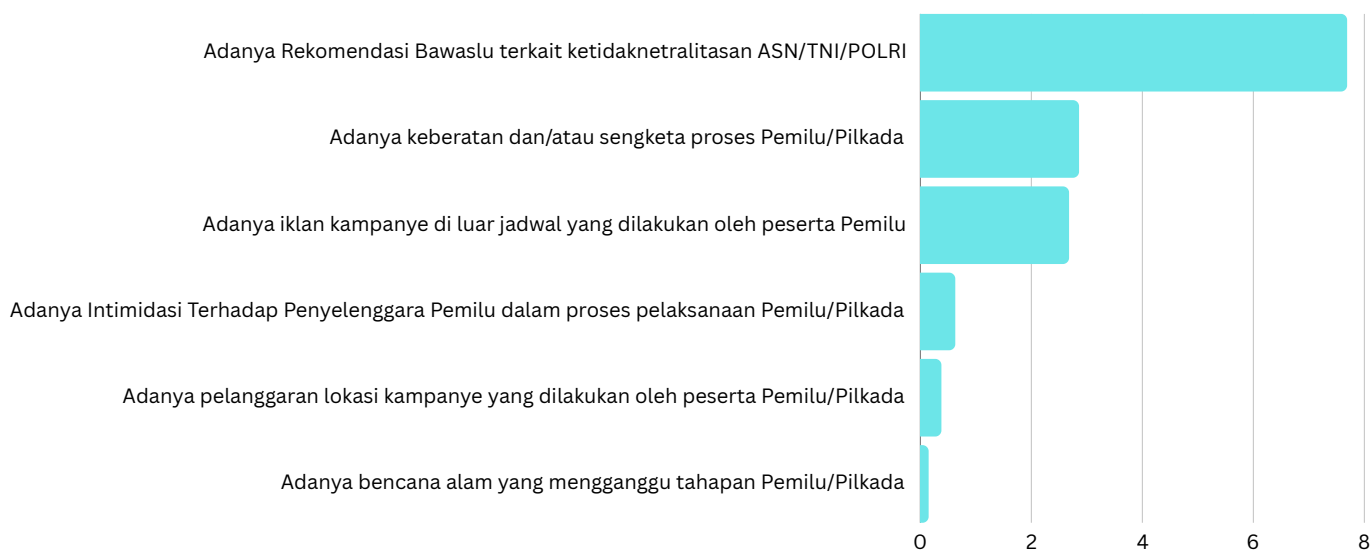 Adanya Rekomendasi Bawaslu terkait ketidaknetralitasan ASN/TNI/POLRI
Adanya keberatan dan/atau sengketa proses Pemilu/Pilkada
Adanya iklan kampanye di luar jadwal yang dilakukan oleh peserta Pemilu
Adanya Intimidasi Terhadap Penyelenggara Pemilu dalam proses pelaksanaan Pemilu/Pilkada
Adanya pelanggaran lokasi kampanye yang dilakukan oleh peserta Pemilu/Pilkada
Adanya bencana alam yang mengganggu tahapan Pemilu/Pilkada
0 2 4 6 8